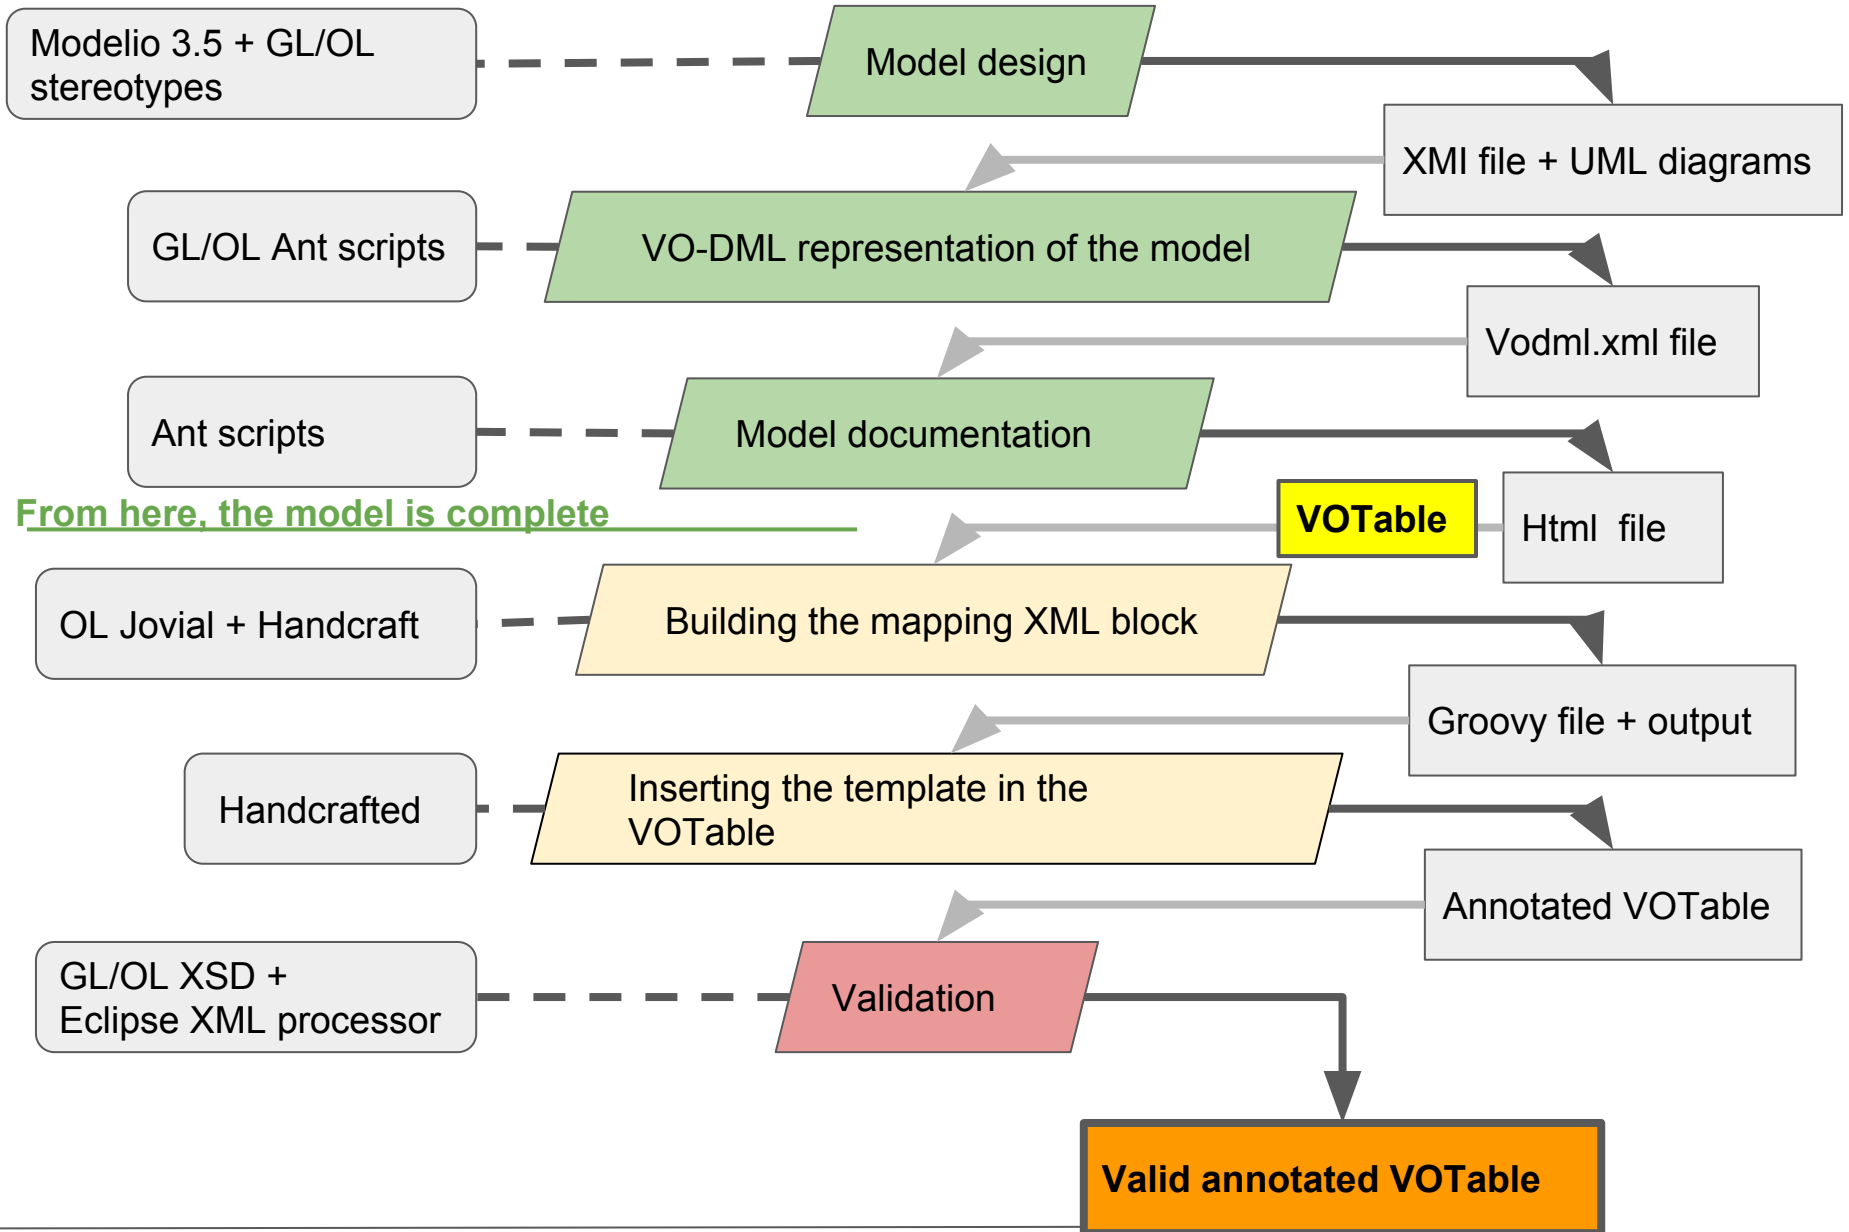 Modelio 3.5 + GL/OL
stereotypes
Model design
XMI file + UML diagrams
GL/OL Ant scripts
VO-DML representation of the model
Vodml.xml file
Ant scripts
Model documentation
From here, the model is complete
VOTable
Html  file
OL Jovial + Handcraft
Building the mapping XML block
Groovy file + output
Handcrafted
Inserting the template in the
VOTable
Annotated VOTable
GL/OL XSD +
Eclipse XML processor
Validation
Valid annotated VOTable